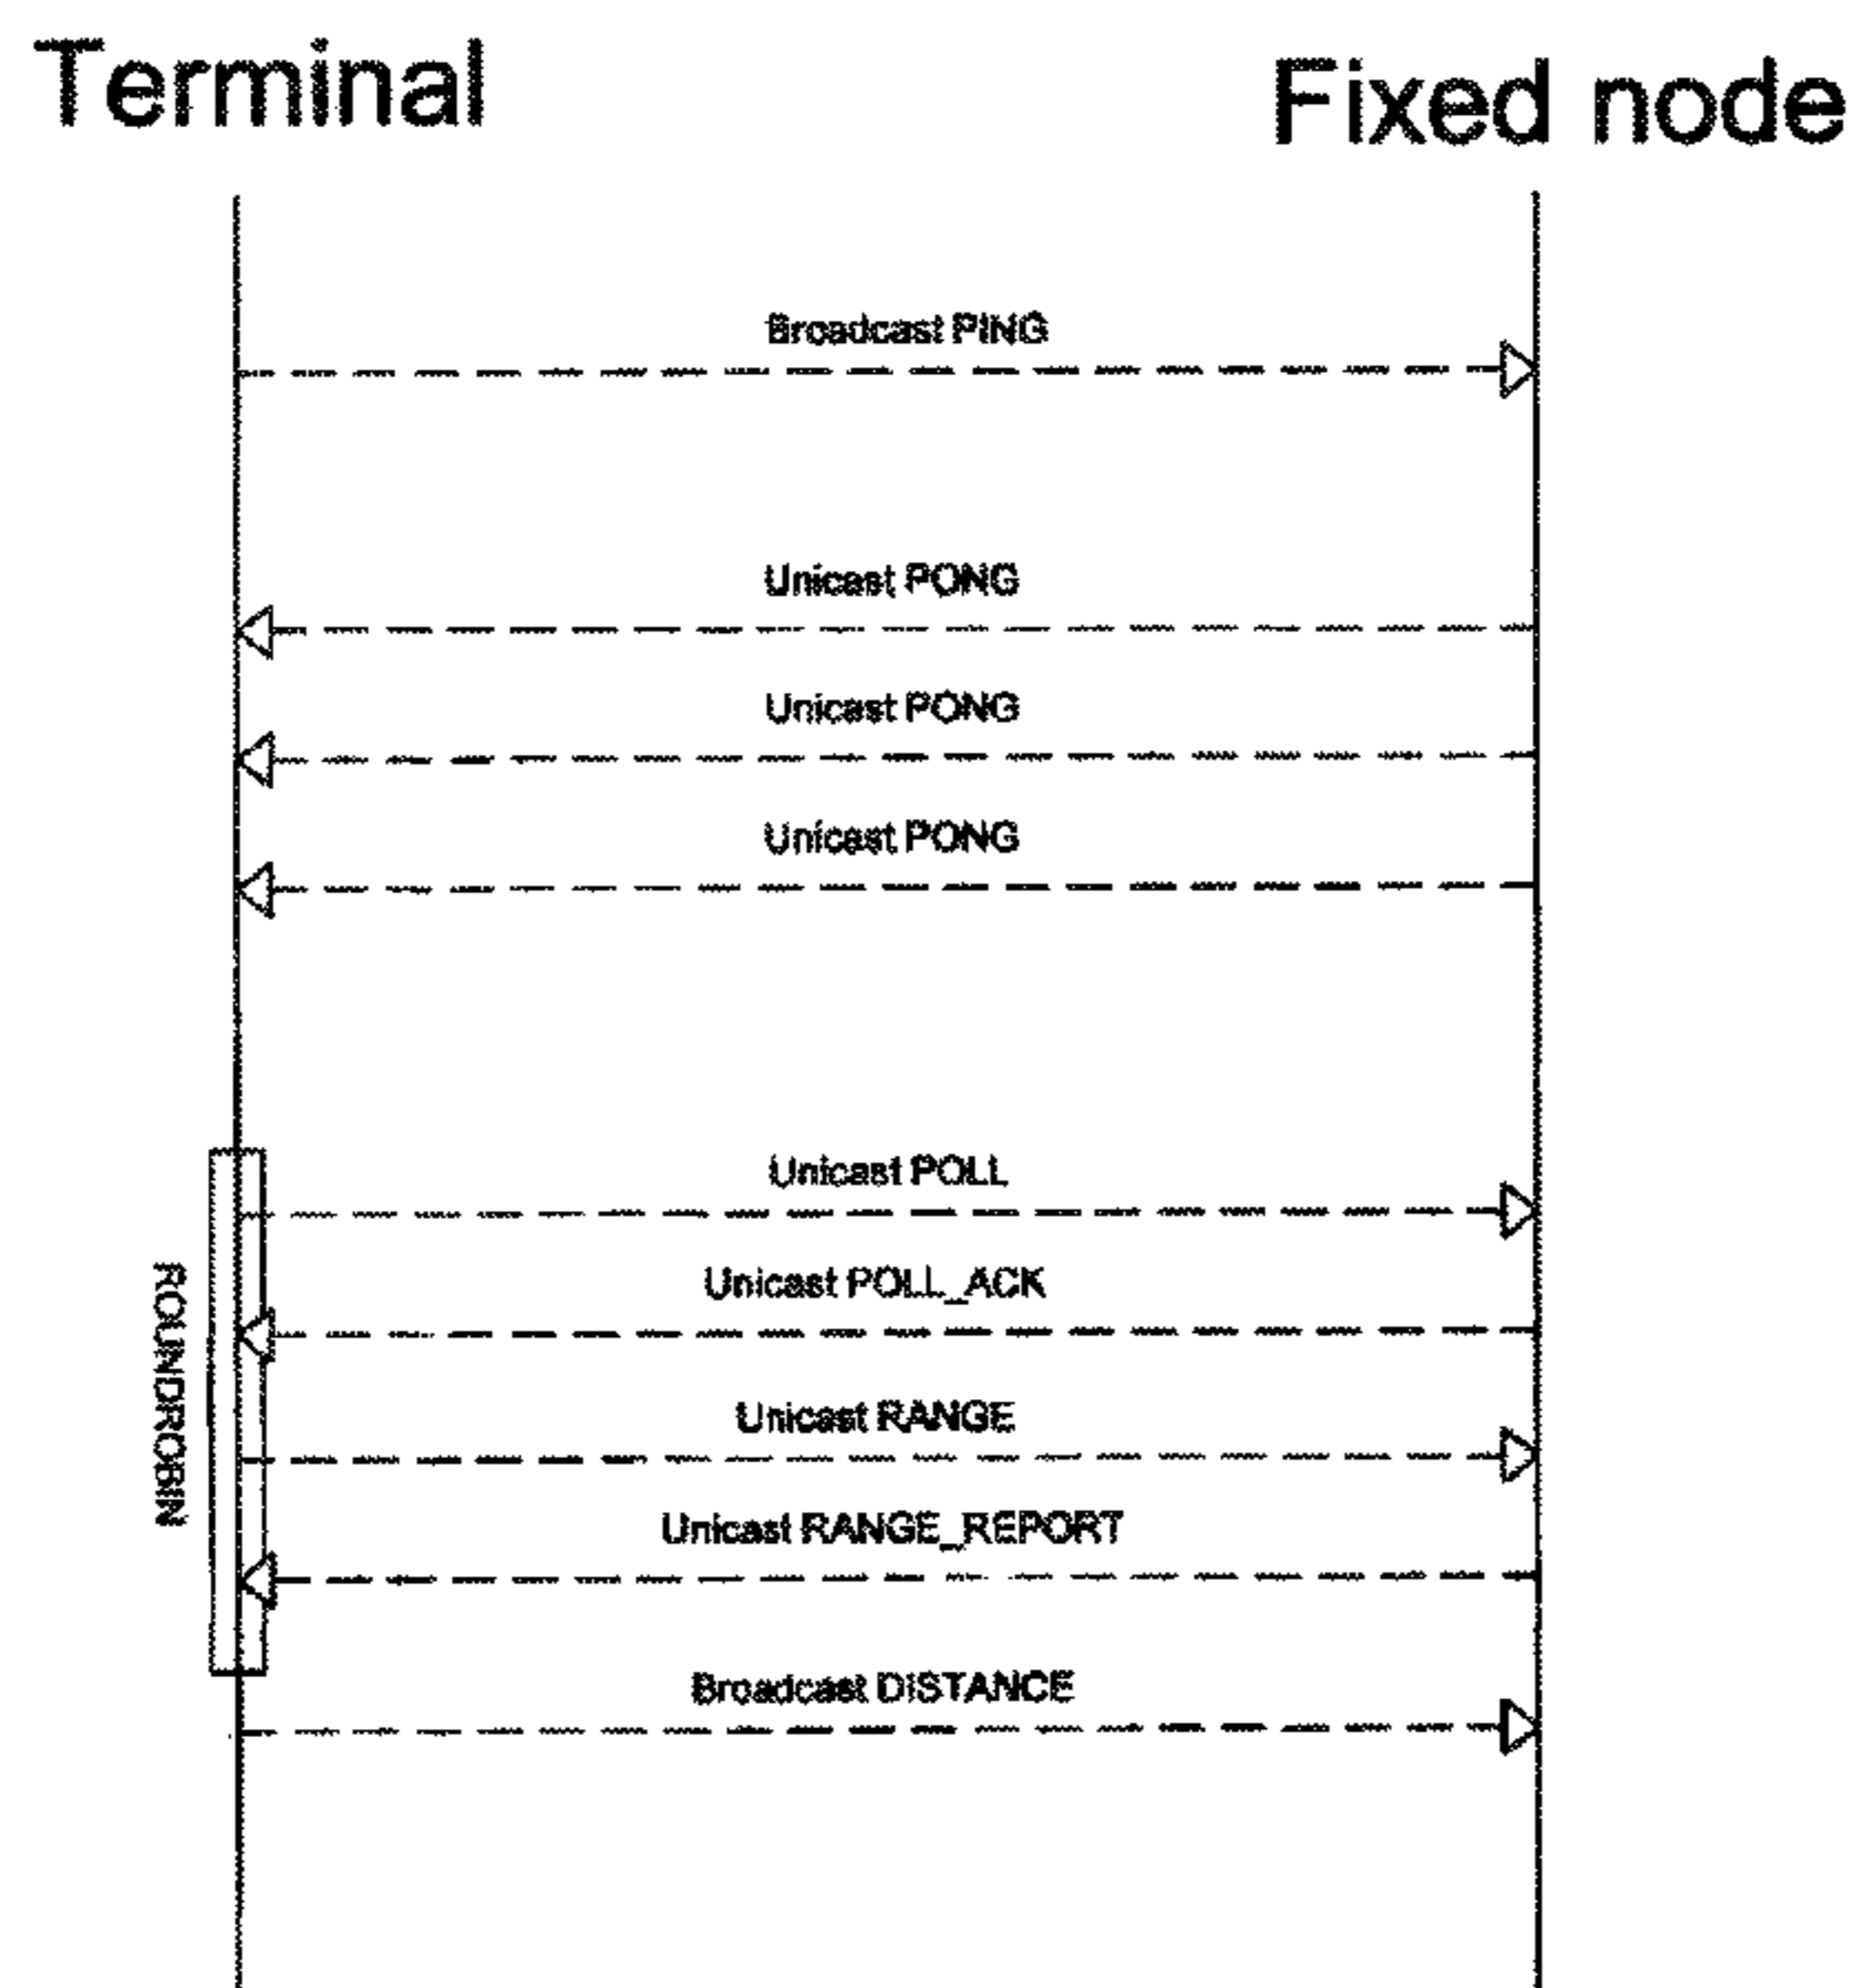 Terminal
Fixed node
Broadcast PING
Unicast PONG
Unicast PONG
Unicast PONG
Unicast POLL
Unicast POLL_ACK
ROUNDROBIN
Unicast RANGE
Unicast RANGE_REPORT
Broadcast DISTANCE